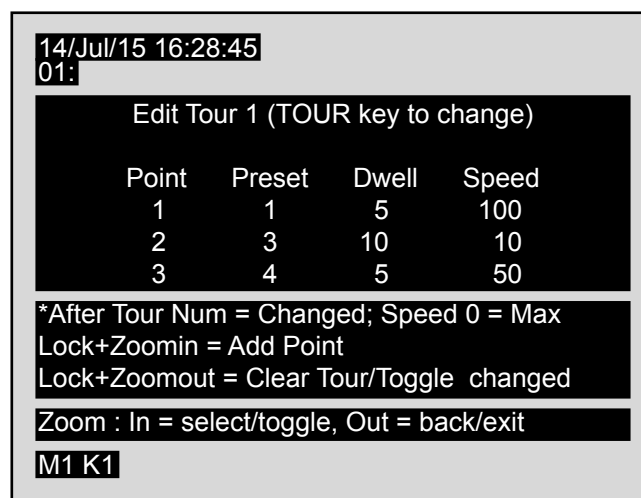 14/Jul/15 16:28:45
01:
Edit Tour 1 (TOUR key to change)
Point Preset Dwell Speed
1 1 5 100
2 3 10 10
3 4 5 50
*After Tour Num = Changed; Speed 0 = Max
Lock+Zoomin = Add Point
Lock+Zoomout = Clear Tour/Toggle changed
Zoom : In = select/toggle, Out = back/exit
M1 K1